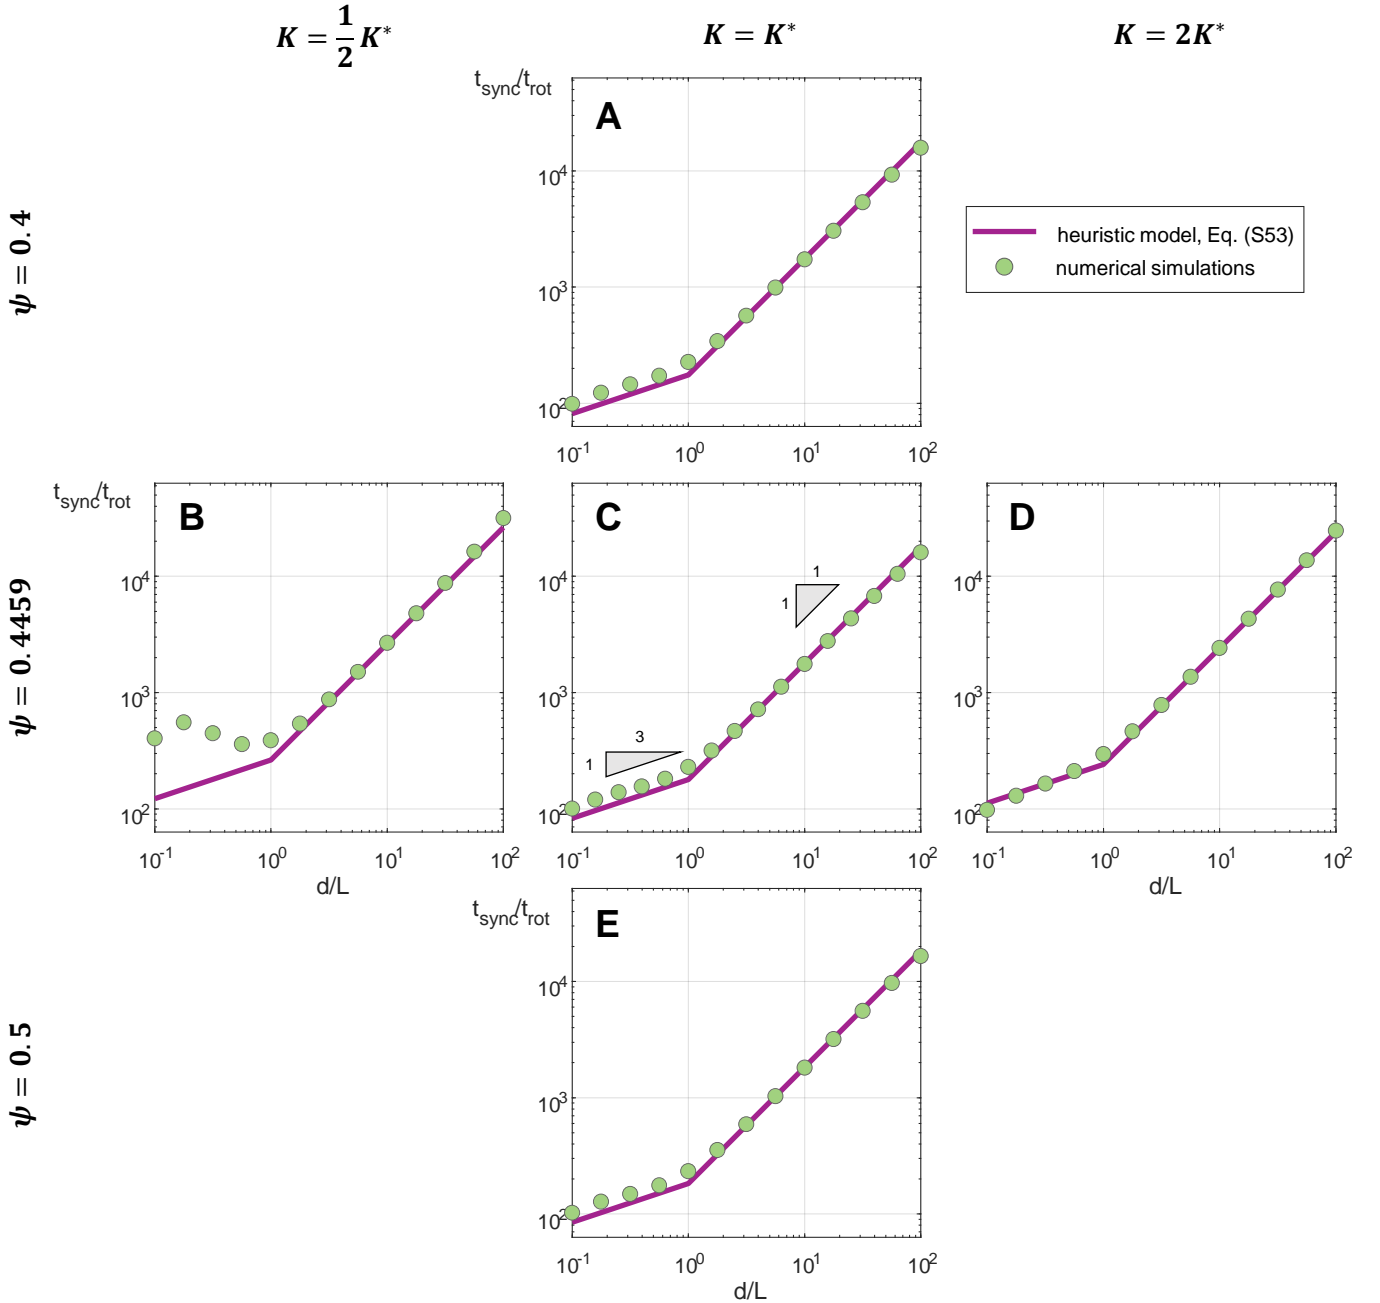 K = 1/2 K*
K = K*
K = 2K*
ψ = 0.4
ψ = 0.4459
ψ = 0.5
t_sync/t_rot
A
10^4
10^3
10^2
10^-1 10^0 10^1 10^2
heuristic model, Eq. (S53)
numerical simulations
t_sync/t_rot
B
10^4
10^3
10^2
10^-1 10^0 10^1 10^2
d/L
C
1
1
3
1
10^4
10^3
10^2
10^-1 10^0 10^1 10^2
D
10^4
10^3
10^2
10^-1 10^0 10^1 10^2
d/L
t_sync/t_rot
E
10^4
10^3
10^2
10^-1 10^0 10^1 10^2
d/L